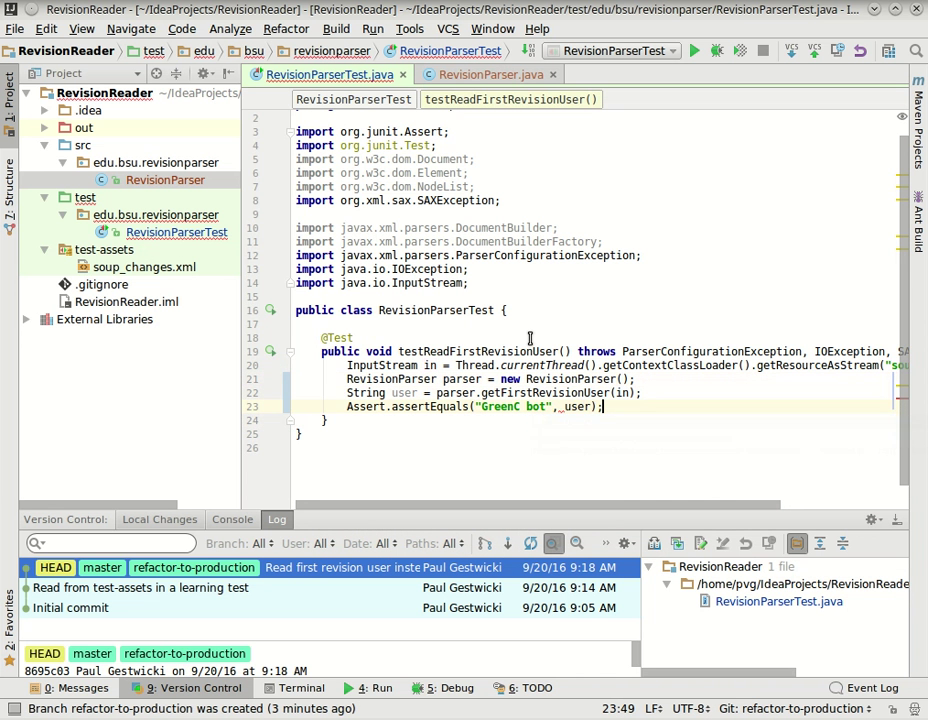 RevisionReader - [~/IdeaProjects/RevisionReader] - [RevisionReader] - ~/IdeaProjects/RevisionReader/test/edu/bsu/revisionparser/RevisionParserTest.java - I...
File Edit View Navigate Code Analyze Refactor Build Run Tools VCS Window Help
RevisionReader test edu bsu revisionparser RevisionParserTest RevisionParserTest VCS VCS
Project RevisionParserTest.java RevisionParser.java
RevisionParserTest testReadFirstRevisionUser()
1: Project
7: Structure
2: Favorites
Maven Projects
Ant Build
RevisionReader ~/IdeaProjects/
.idea
out
src
edu.bsu.revisionparser
RevisionParser
test
edu.bsu.revisionparser
RevisionParserTest
test-assets
soup_changes.xml
.gitignore
RevisionReader.iml
External Libraries
2
3 import org.junit.Assert;
4 import org.junit.Test;
5 import org.w3c.dom.Document;
6 import org.w3c.dom.Element;
7 import org.w3c.dom.NodeList;
8 import org.xml.sax.SAXException;
9
10 import javax.xml.parsers.DocumentBuilder;
11 import javax.xml.parsers.DocumentBuilderFactory;
12 import javax.xml.parsers.ParserConfigurationException;
13 import java.io.IOException;
14 import java.io.InputStream;
15
16 public class RevisionParserTest {
17
18 @Test
19 public void testReadFirstRevisionUser() throws ParserConfigurationException, IOException, SA
20 InputStream in = Thread.currentThread().getContextClassLoader().getResourceAsStream("sou
21 RevisionParser parser = new RevisionParser();
22 String user = parser.getFirstRevisionUser(in);
23 Assert.assertEquals("GreenC bot", user);
24 }
25 }
26
Version Control: Local Changes Console Log
Branch: All User: All Date: All Paths: All
HEAD master refactor-to-production Read first revision user inste Paul Gestwicki 9/20/16 9:18 AM
Read from test-assets in a learning test Paul Gestwicki 9/20/16 9:14 AM
Initial commit Paul Gestwicki 9/20/16 9:05 AM
RevisionReader 1 file
/home/pvg/IdeaProjects/RevisionReade
RevisionParserTest.java
HEAD master refactor-to-production
8695c03 Paul Gestwicki on 9/20/16 at 9:18 AM
0: Messages 9: Version Control Terminal 4: Run 5: Debug 6: TODO Event Log
Branch refactor-to-production was created (3 minutes ago) 23:49 LF UTF-8 Git: refactor-to-production